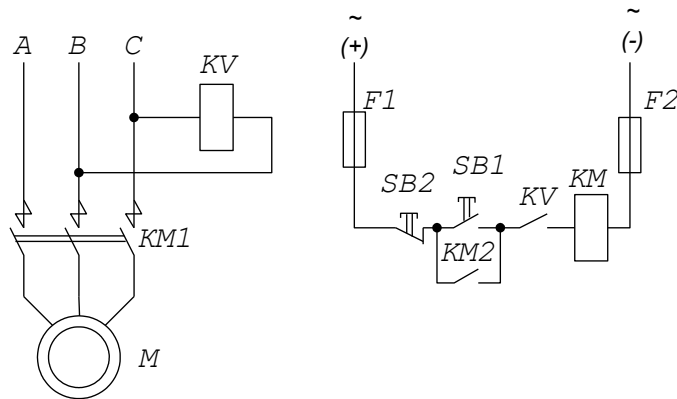 A B C
KV
KM1
M
~ ~
(+) (-)
F1 F2
SB2 SB1 KV KM
KM2